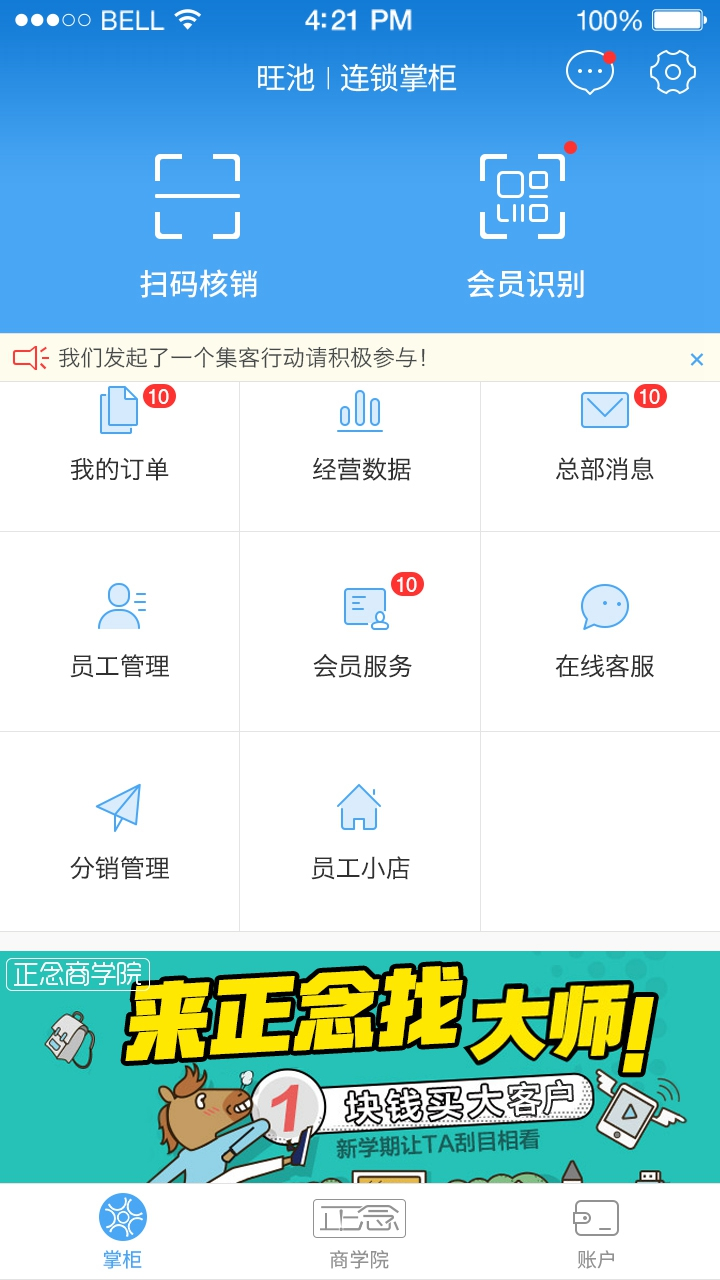 BELL 4:21 PM 100%
旺池 | 连锁掌柜
扫码核销 会员识别
我们发起了一个集客行动请积极参与！ ×
10 10
我的订单 经营数据 总部消息
10
员工管理 会员服务 在线客服
分销管理 员工小店
正念商学院
来正念找大师!
1 块钱买大客户
新学期让TA刮目相看
正念
掌柜 商学院 账户